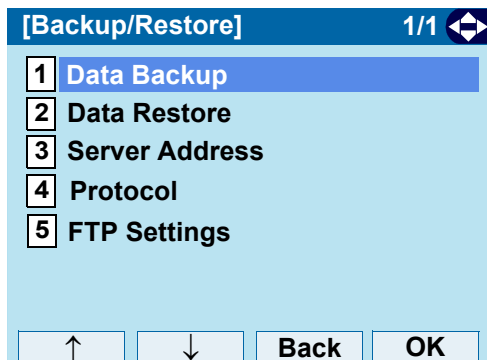 [Backup/Restore] 1/1
1 Data Backup
2 Data Restore
3 Server Address
4 Protocol
5 FTP Settings
↑ ↓ Back OK